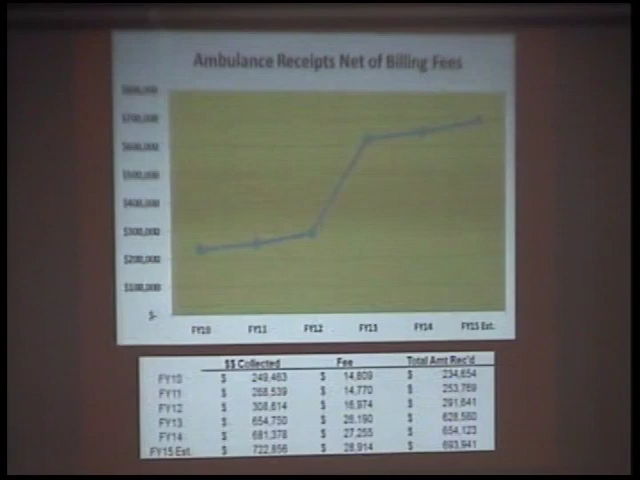 Ambulance Receipts Net of Billing Fees
$800,000
$700,000
$600,000
$500,000
$400,000
$300,000
$200,000
$100,000
$-
FY10 FY11 FY12 FY13 FY14 FY15 Est.
$$ Collected Fee Total Amt Rec'd
FY10 $ 249,463 $ 14,809 $ 234,654
FY11 $ 268,539 $ 14,770 $ 253,769
FY12 $ 308,614 $ 16,974 $ 291,641
FY13 $ 654,750 $ 26,190 $ 628,560
FY14 $ 681,378 $ 27,255 $ 654,123
FY15 Est. $ 722,856 $ 28,914 $ 693,941